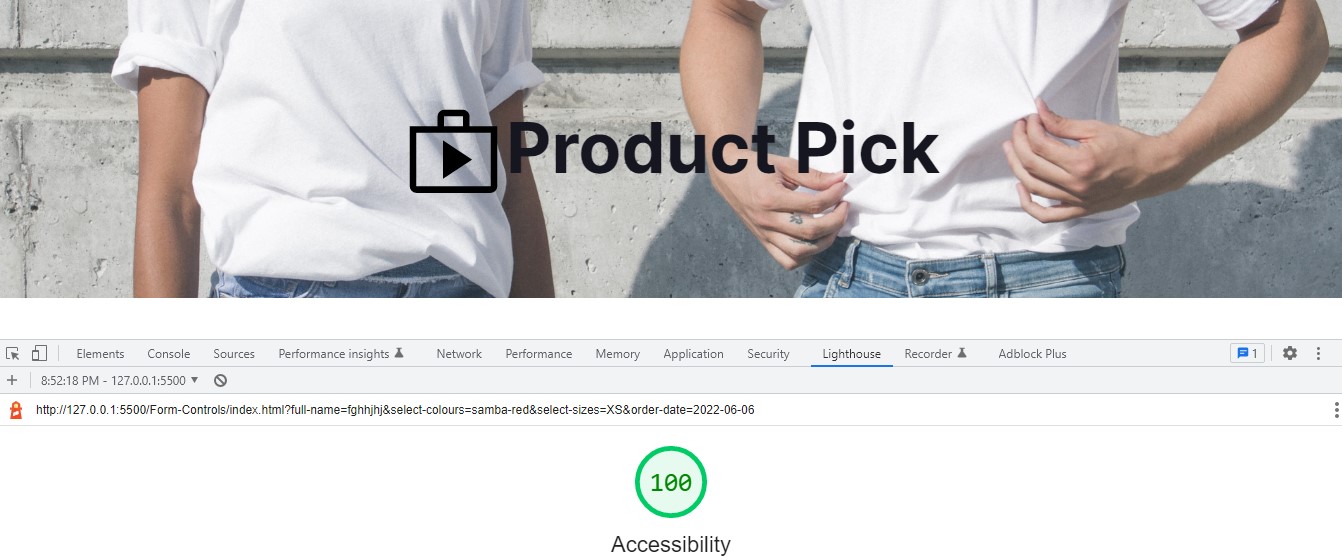 Product Pick
Elements Console Sources Performance insights Network Performance Memory Application Security Lighthouse Recorder Adblock Plus 1
8:52:18 PM - 127.0.0.1:5500
http://127.0.0.1:5500/Form-Controls/index.html?full-name=fghhjhj&select-colours=samba-red&select-sizes=XS&order-date=2022-06-06
100
Accessibility